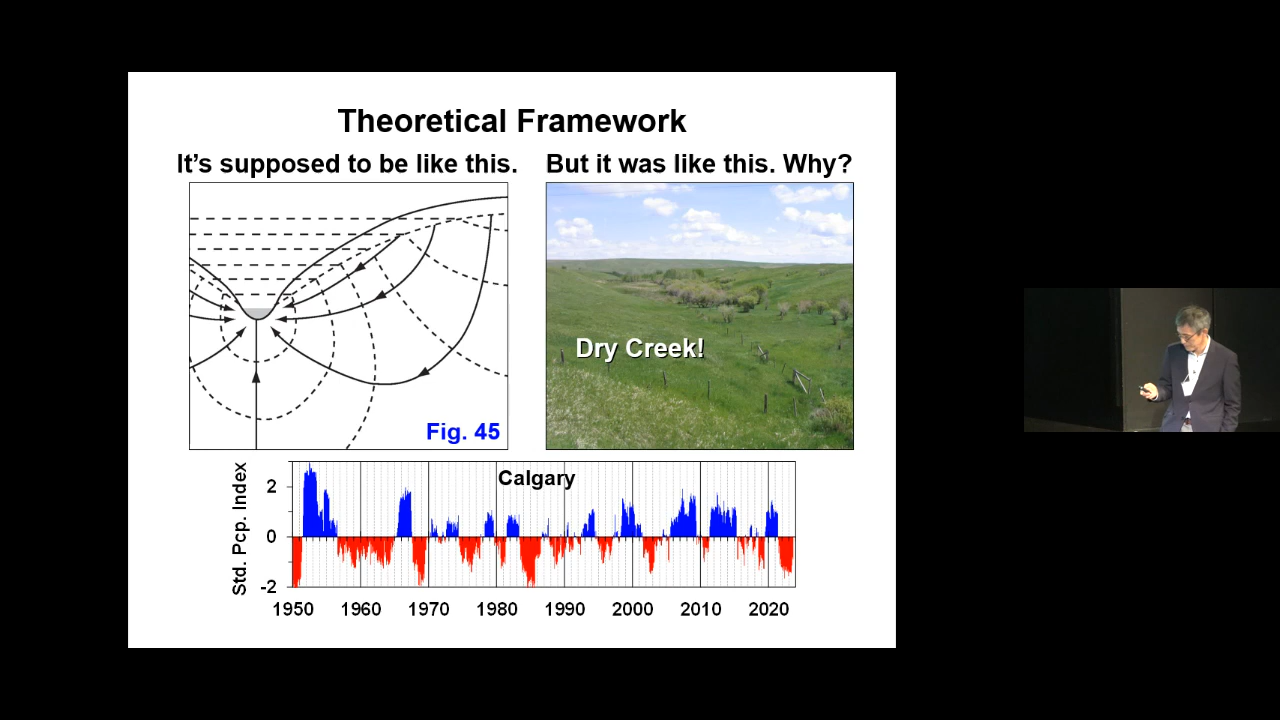 Theoretical Framework
It's supposed to be like this.
But it was like this. Why?
Fig. 45
Dry Creek!
Calgary
Std. Pcp. Index
2
0
-2
1950 1960 1970 1980 1990 2000 2010 2020